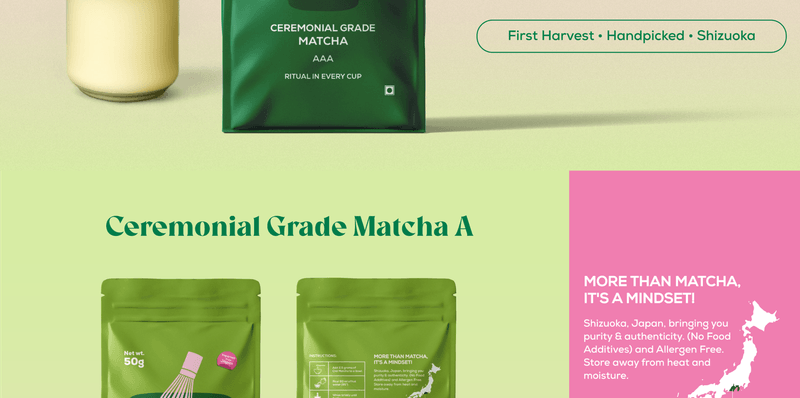 CEREMONIAL GRADE
MATCHA
AAA
RITUAL IN EVERY CUP
First Harvest • Handpicked • Shizuoka
Ceremonial Grade Matcha A
Net wt.
50g
INSTRUCTIONS:
MORE THAN MATCHA,
IT'S A MINDSET!
MORE THAN MATCHA,
IT'S A MINDSET!
Shizuoka, Japan, bringing you
purity & authenticity. (No Food
Additives) and Allergen Free.
Store away from heat and
moisture.